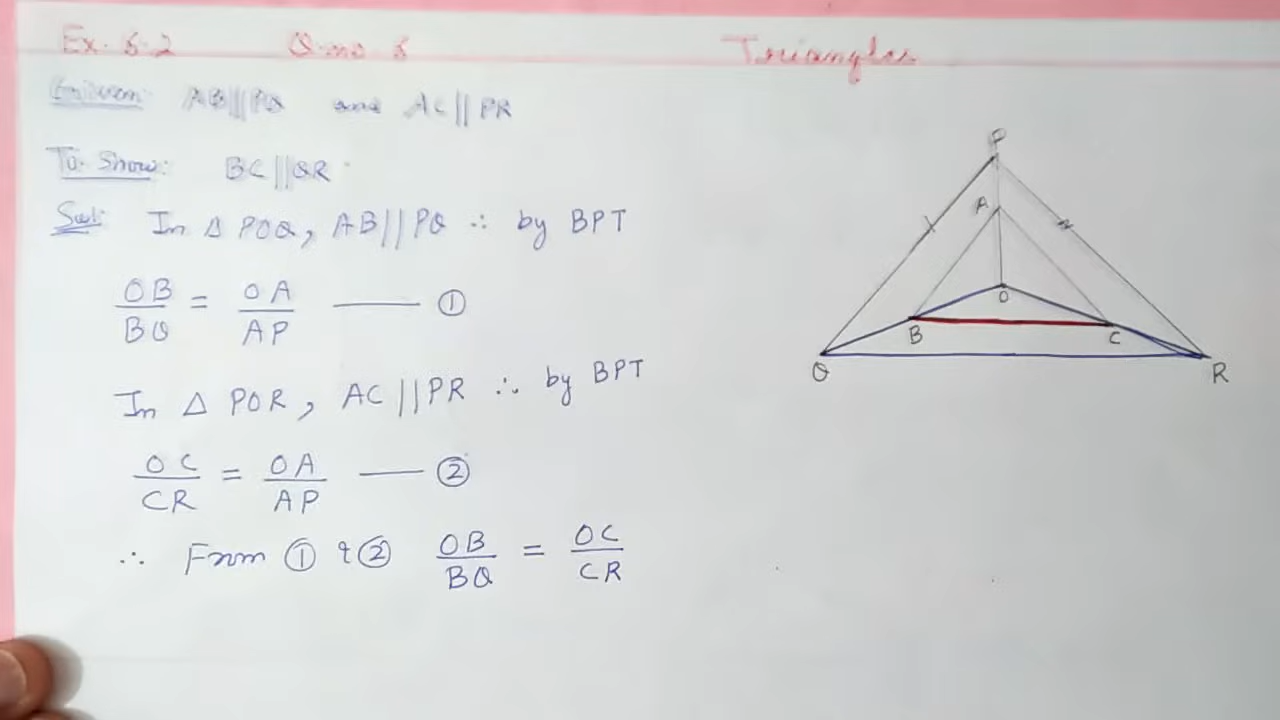 Ex. 6.2 Q.no 6 Triangles
Given: AB||PQ and AC||PR
To Show: BC||QR
Sol: In Δ POQ, AB||PQ ∴ by BPT
OB/BQ = OA/AP —— ①
In Δ POR, AC||PR ∴ by BPT
OC/CR = OA/AP —— ②
∴ From ① & ② OB/BQ = OC/CR
P
A
O
B
C
Q
R